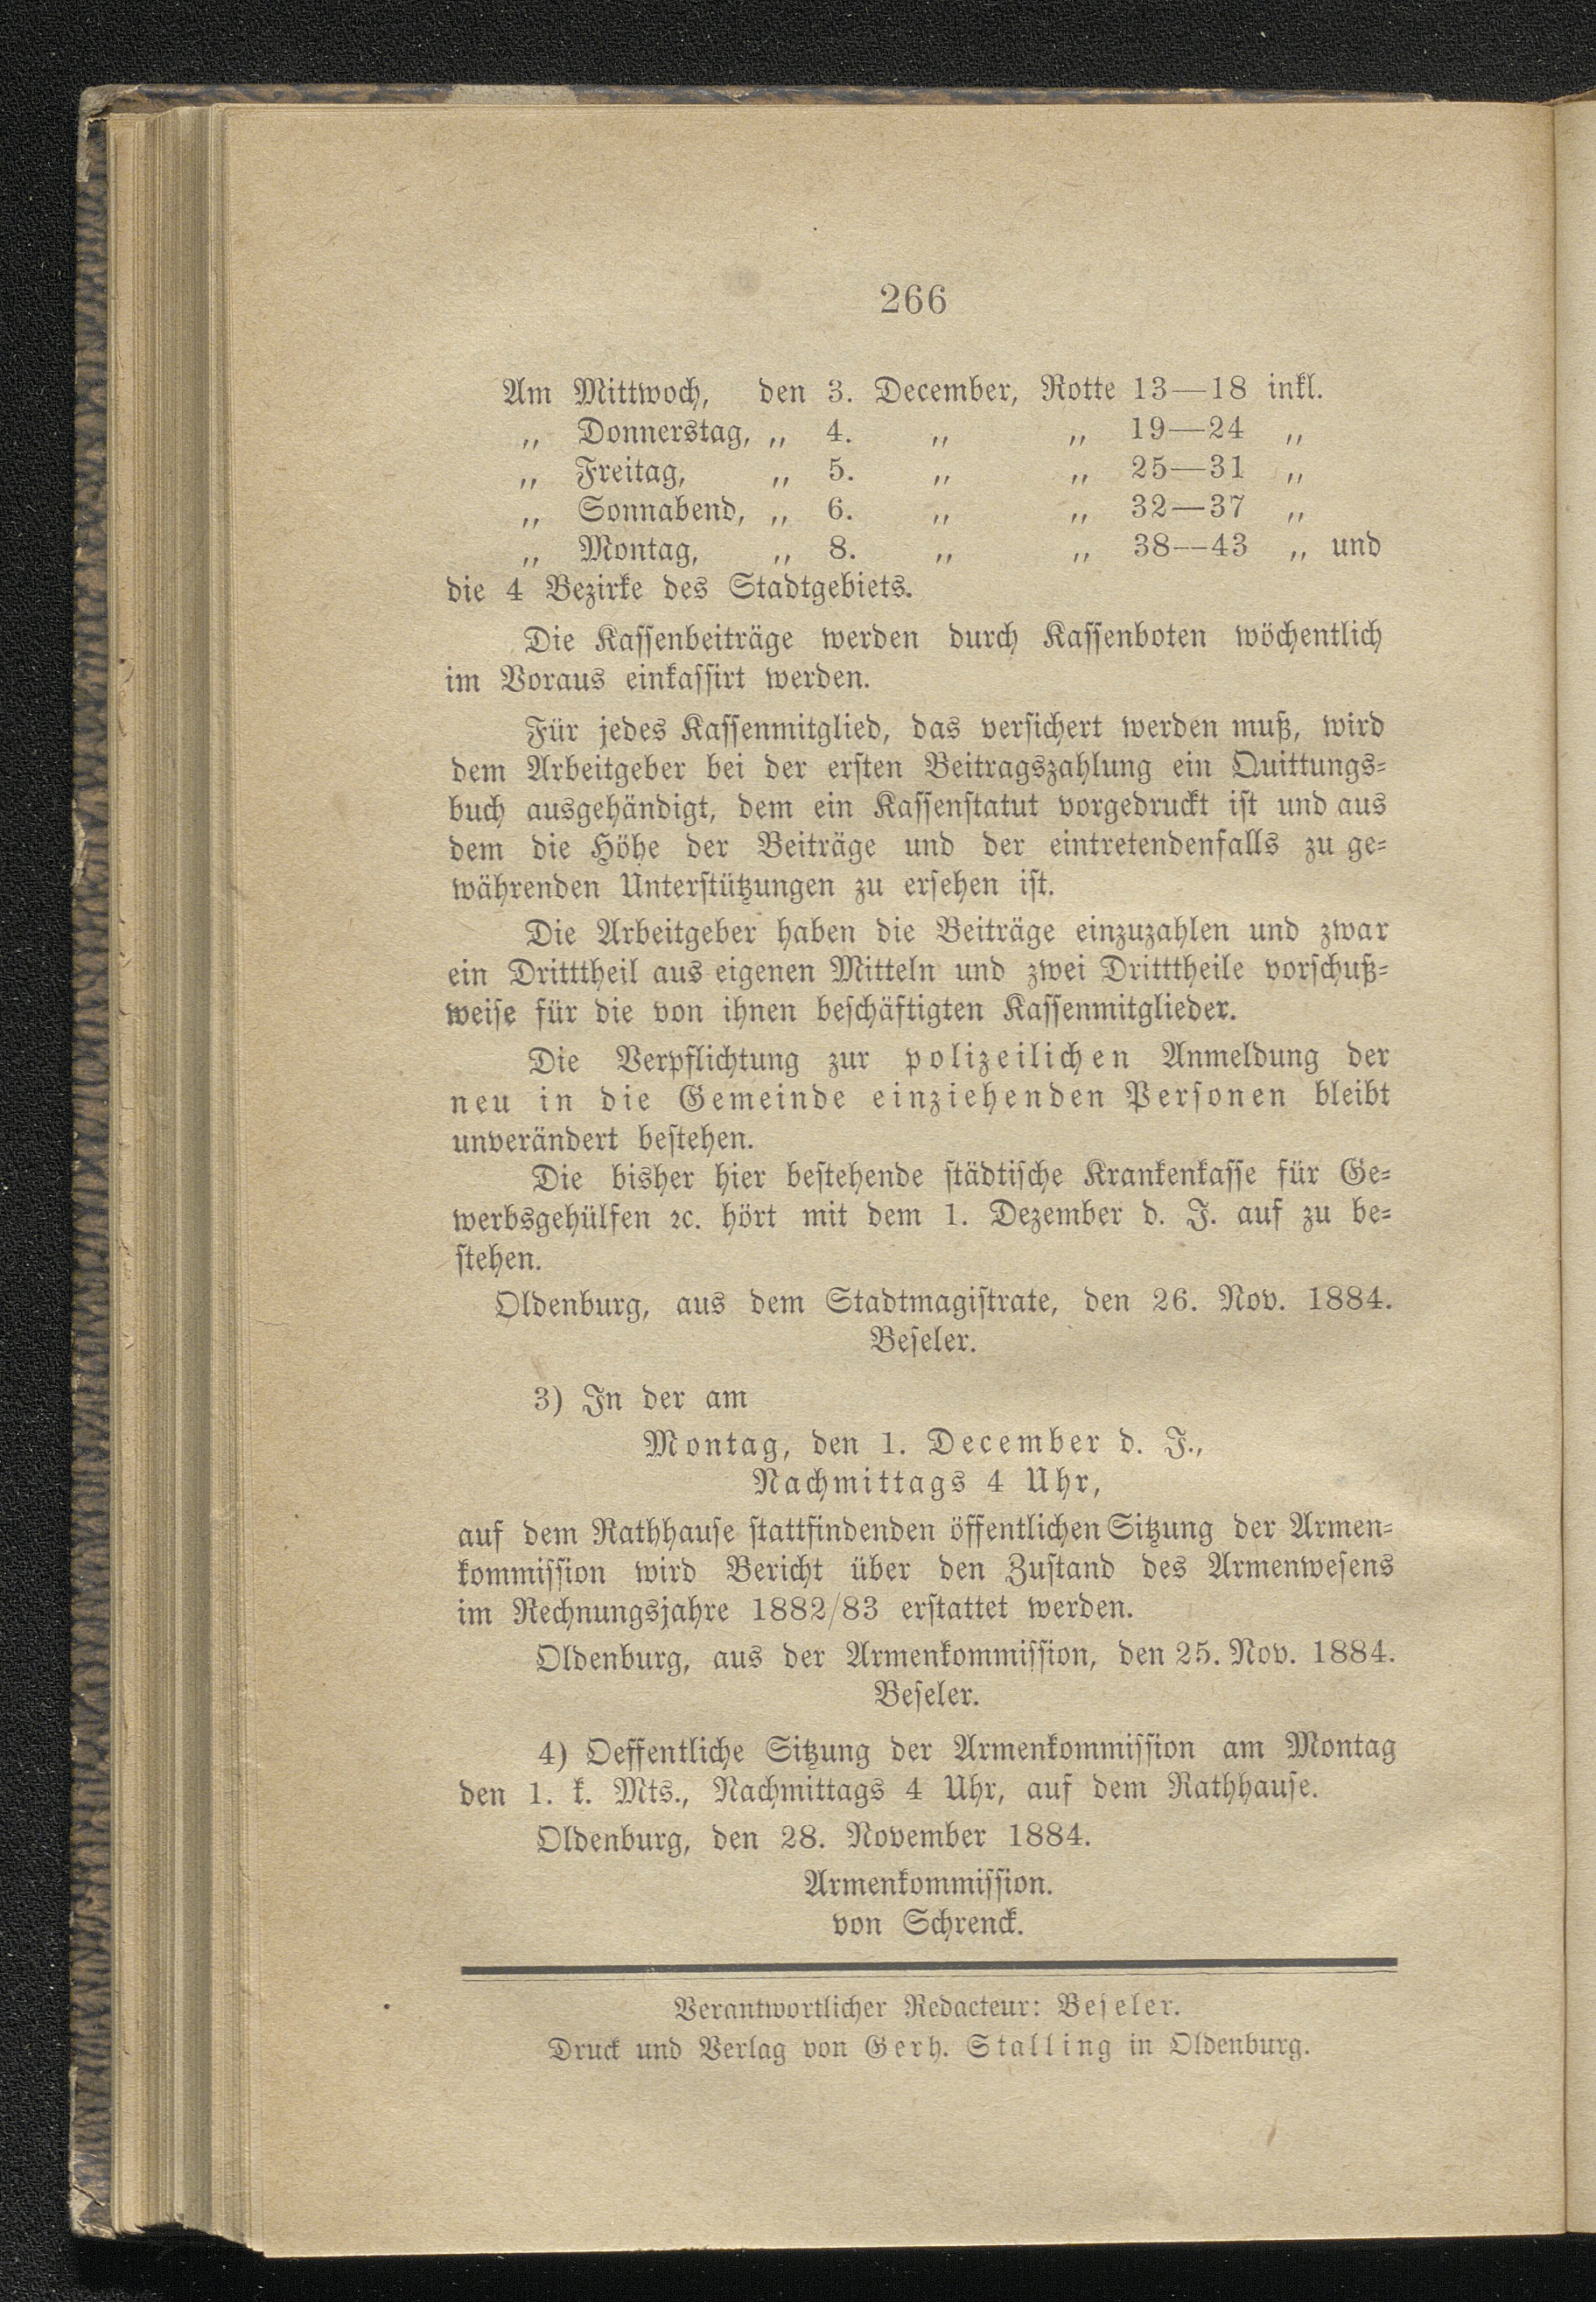 266
Am Mittwoch, den 3. December, Rotte 13—18 inkl.
„ Donnerstag, „ 4. „ „ 19—24 „
„ Freitag, „ 5. „ „ 25—31 „
„ Sonnabend, „ 6. „ „ 32—37 „
„ Montag, „ 8. „ „ 38—43 „ und
die 4 Bezirke des Stadtgebiets.
Die Kassenbeiträge werden durch Kassenboten wöchentlich
im Voraus einkassirt werden.
Für jedes Kassenmitglied, das versichert werden muß, wird
dem Arbeitgeber bei der ersten Beitragszahlung ein Quittungs-
buch ausgehändigt, dem ein Kassenstatut vorgedruckt ist und aus
dem die Höhe der Beiträge und der eintretendenfalls zu ge-
währenden Unterstützungen zu ersehen ist.
Die Arbeitgeber haben die Beiträge einzuzahlen und zwar
ein Dritttheil aus eigenen Mitteln und zwei Dritttheile vorschuß-
weise für die von ihnen beschäftigten Kassenmitglieder.
Die Verpflichtung zur polizeilichen Anmeldung der
neu in die Gemeinde einziehenden Personen bleibt
unverändert bestehen.
Die bisher hier bestehende städtische Krankenkasse für Ge-
werbsgehülfen ꝛc. hört mit dem 1. Dezember d. J. auf zu be-
stehen.
Oldenburg, aus dem Stadtmagistrate, den 26. Nov. 1884.
Beseler.
3) In der am
Montag, den 1. December d. J.,
Nachmittags 4 Uhr,
auf dem Rathhause stattfindenden öffentlichen Sitzung der Armen-
kommission wird Bericht über den Zustand des Armenwesens
im Rechnungsjahre 1882/83 erstattet werden.
Oldenburg, aus der Armenkommission, den 25. Nov. 1884.
Beseler.
4) Oeffentliche Sitzung der Armenkommission am Montag
den 1. k. Mts., Nachmittags 4 Uhr, auf dem Rathhause.
Oldenburg, den 28. November 1884.
Armenkommission.
von Schrenck.
Verantwortlicher Redacteur: Beseler.
Druck und Verlag von Gerh. Stalling in Oldenburg.